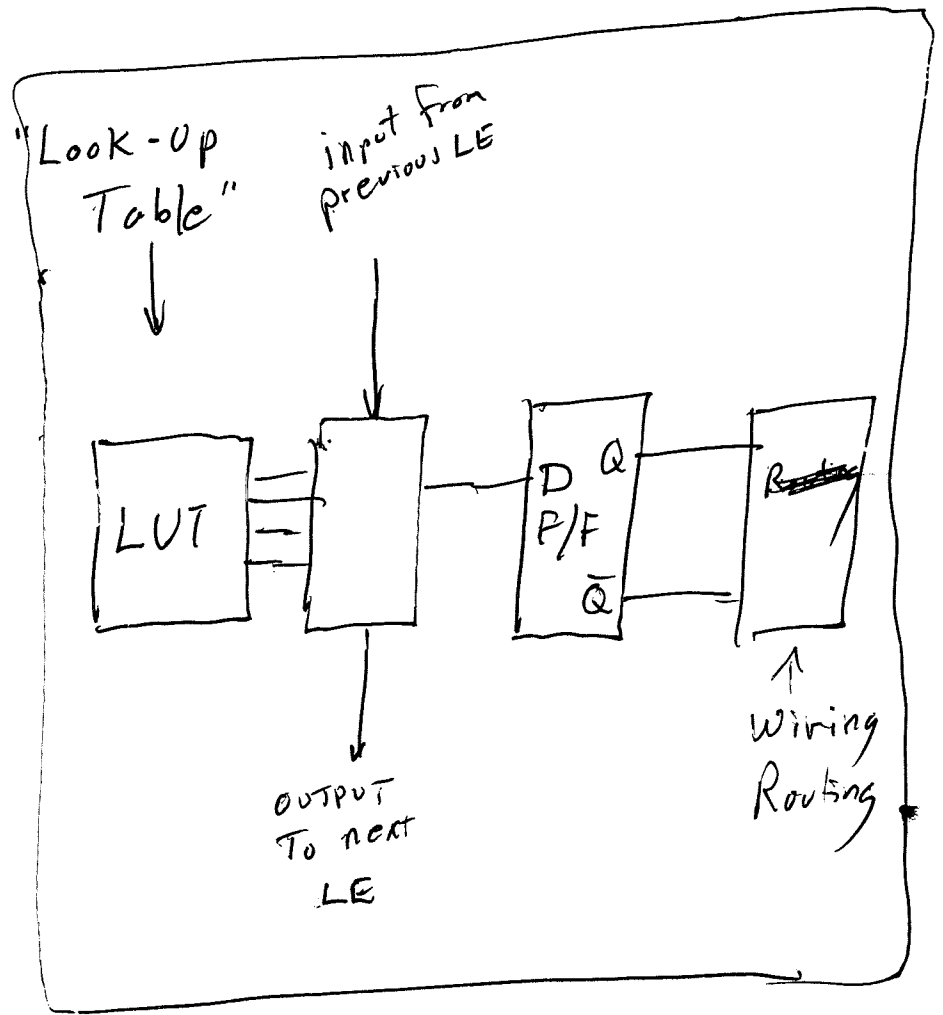 "Look-Up
Table"
input from
previous LE
LUT
D
F/F
Q
Q̅
Wiring
Routing
OUTPUT
To next
LE